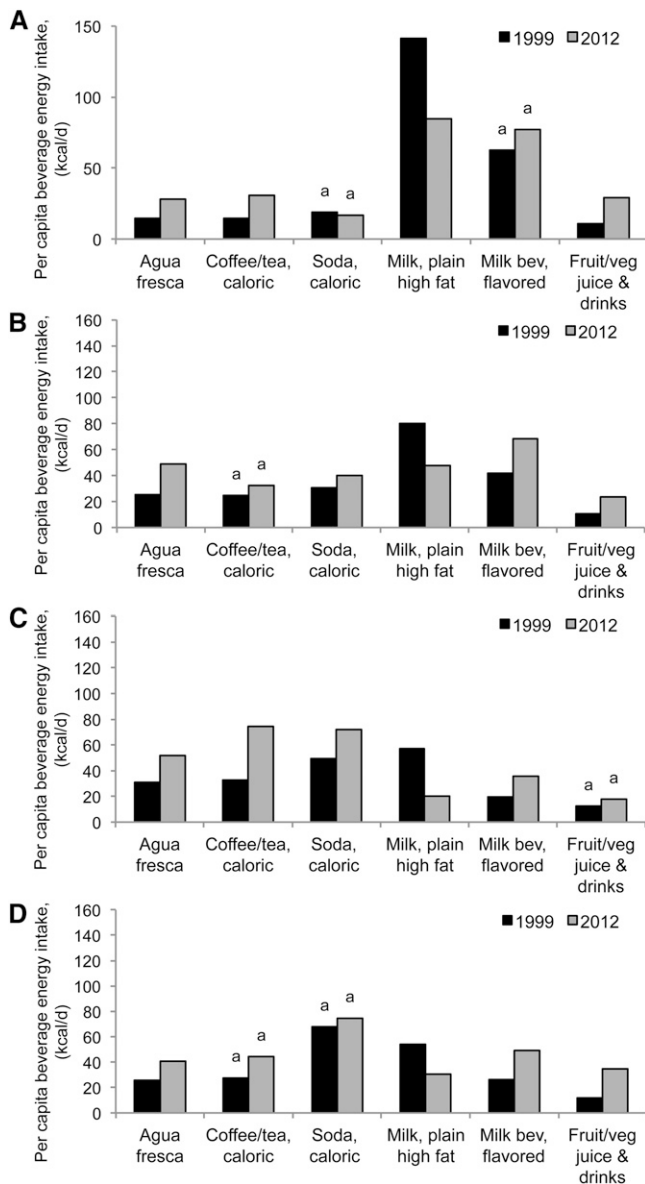 A
Per capita beverage energy intake,
(kcal/d)
150
100
50
0
1999 2012
a a
a a
Agua Coffee/tea, Soda, Milk, plain Milk bev, Fruit/veg
fresca caloric caloric high fat flavored juice &
drinks
B
Per capita beverage energy intake,
(kcal/d)
160
140
120
100
80
60
40
20
0
1999 2012
a a
Agua Coffee/tea, Soda, Milk, plain Milk bev, Fruit/veg
fresca caloric caloric high fat flavored juice &
drinks
C
Per capita beverage energy intake,
(kcal/d)
160
140
120
100
80
60
40
20
0
1999 2012
a a
Agua Coffee/tea, Soda, Milk, plain Milk bev, Fruit/veg
fresca caloric caloric high fat flavored juice &
drinks
D
Per capita beverage energy intake,
(kcal/d)
160
140
120
100
80
60
40
20
0
1999 2012
a a
a a
Agua Coffee/tea, Soda, Milk, plain Milk bev, Fruit/veg
fresca caloric caloric high fat flavored juice &
drinks